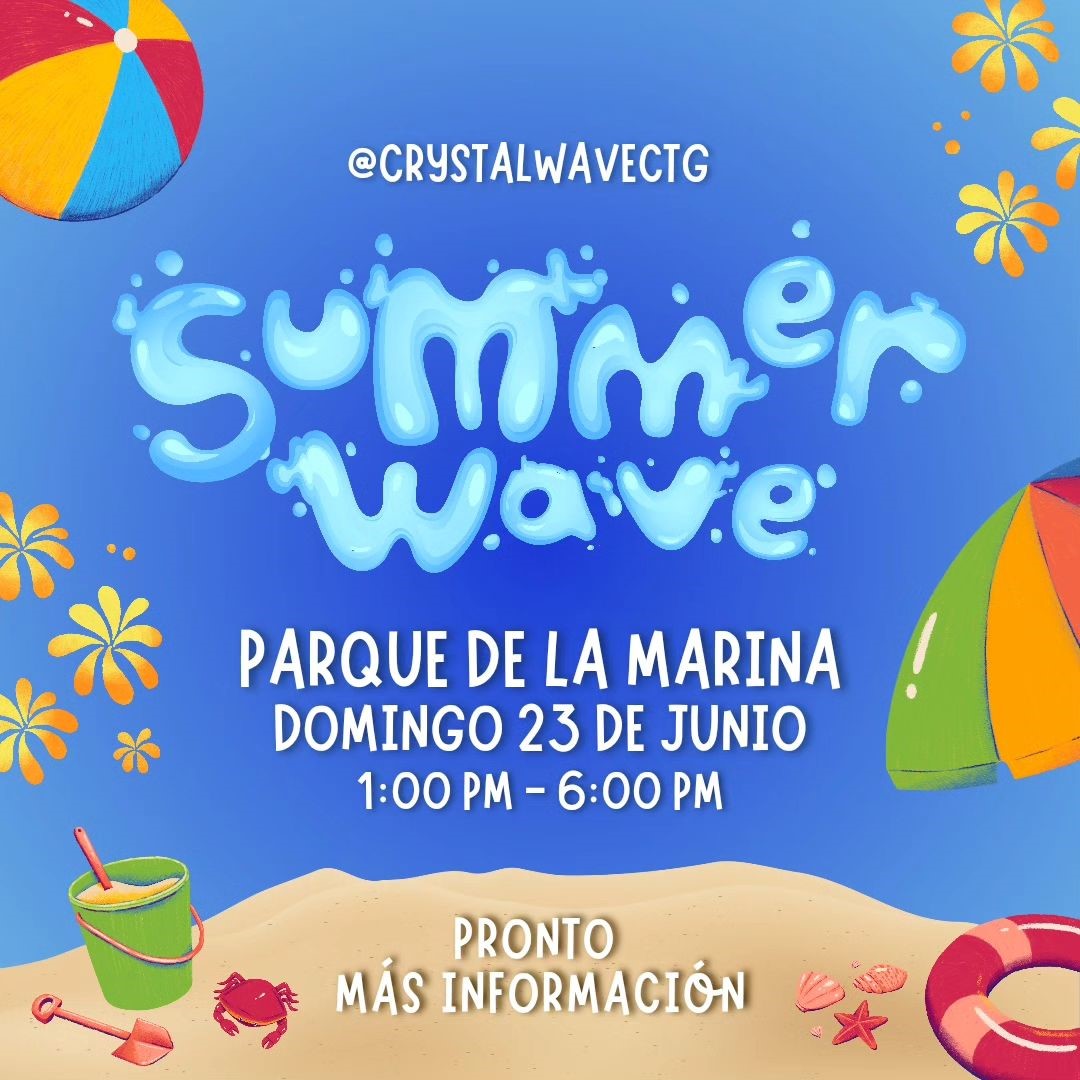 @CRYSTALWAVECTG
Summer
wave
PARQUE DE LA MARINA
DOMINGO 23 DE JUNIO
1:00 PM - 6:00 PM
PRONTO
MÁS INFORMACIÓN